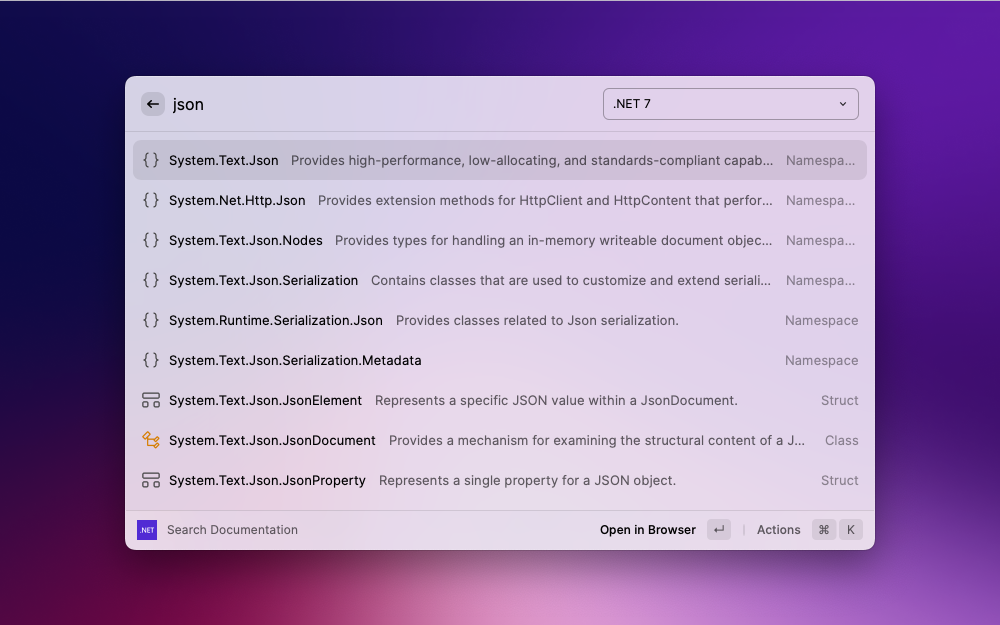 json .NET 7
{ } System.Text.Json Provides high-performance, low-allocating, and standards-compliant capab... Namespa...
{ } System.Net.Http.Json Provides extension methods for HttpClient and HttpContent that perfor... Namespa...
{ } System.Text.Json.Nodes Provides types for handling an in-memory writeable document objec... Namespa...
{ } System.Text.Json.Serialization Contains classes that are used to customize and extend seriali... Namespa...
{ } System.Runtime.Serialization.Json Provides classes related to Json serialization. Namespace
{ } System.Text.Json.Serialization.Metadata Namespace
System.Text.Json.JsonElement Represents a specific JSON value within a JsonDocument. Struct
System.Text.Json.JsonDocument Provides a mechanism for examining the structural content of a J... Class
System.Text.Json.JsonProperty Represents a single property for a JSON object. Struct
.NET Search Documentation Open in Browser ↵ | Actions ⌘ K